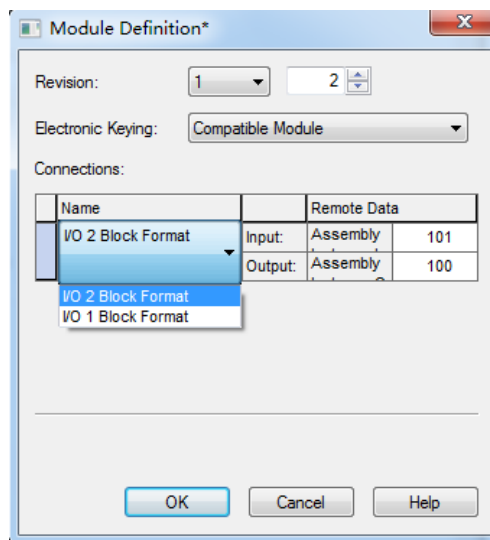 Module Definition*
Revision: 1 2
Electronic Keying: Compatible Module
Connections:
Name Remote Data
I/O 2 Block Format Input: Assembly 101
Output: Assembly 100
I/O 2 Block Format
I/O 1 Block Format
OK Cancel Help